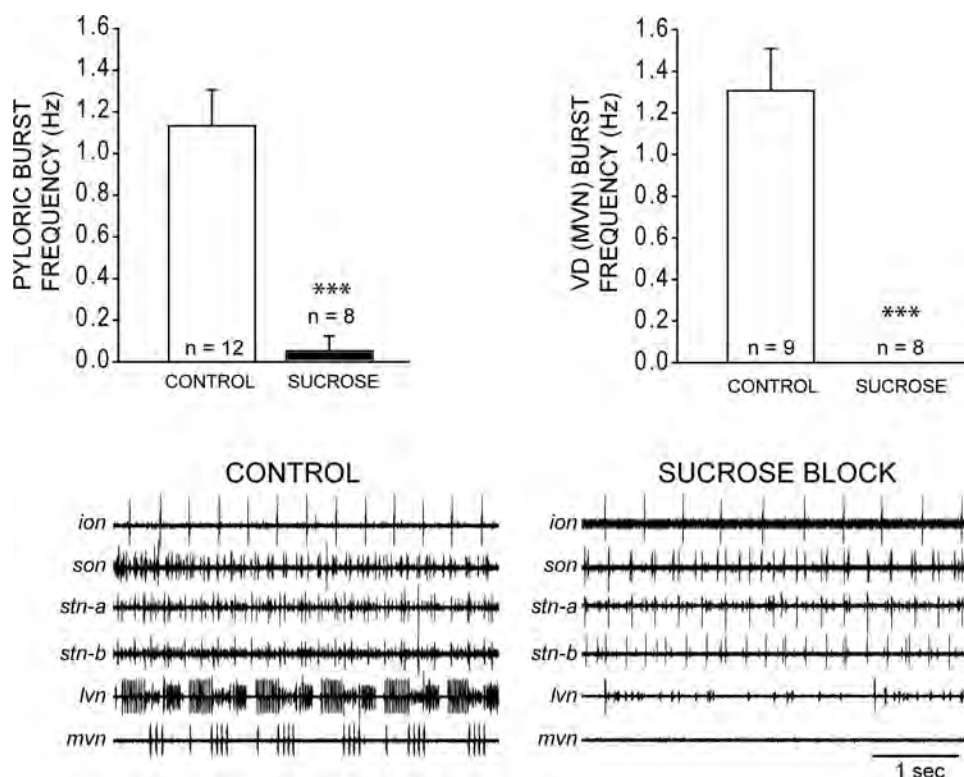 PYLORIC BURST
FREQUENCY (Hz)
1.6
1.4
1.2
1.0
0.8
0.6
0.4
0.2
0.0
***
n = 8
n = 12
CONTROL SUCROSE
VD (MVN) BURST
FREQUENCY (Hz)
1.6
1.4
1.2
1.0
0.8
0.6
0.4
0.2
0.0
***
n = 9 n = 8
CONTROL SUCROSE
CONTROL
ion
son
stn-a
stn-b
lvn
mvn
SUCROSE BLOCK
ion
son
stn-a
stn-b
lvn
mvn
1 sec